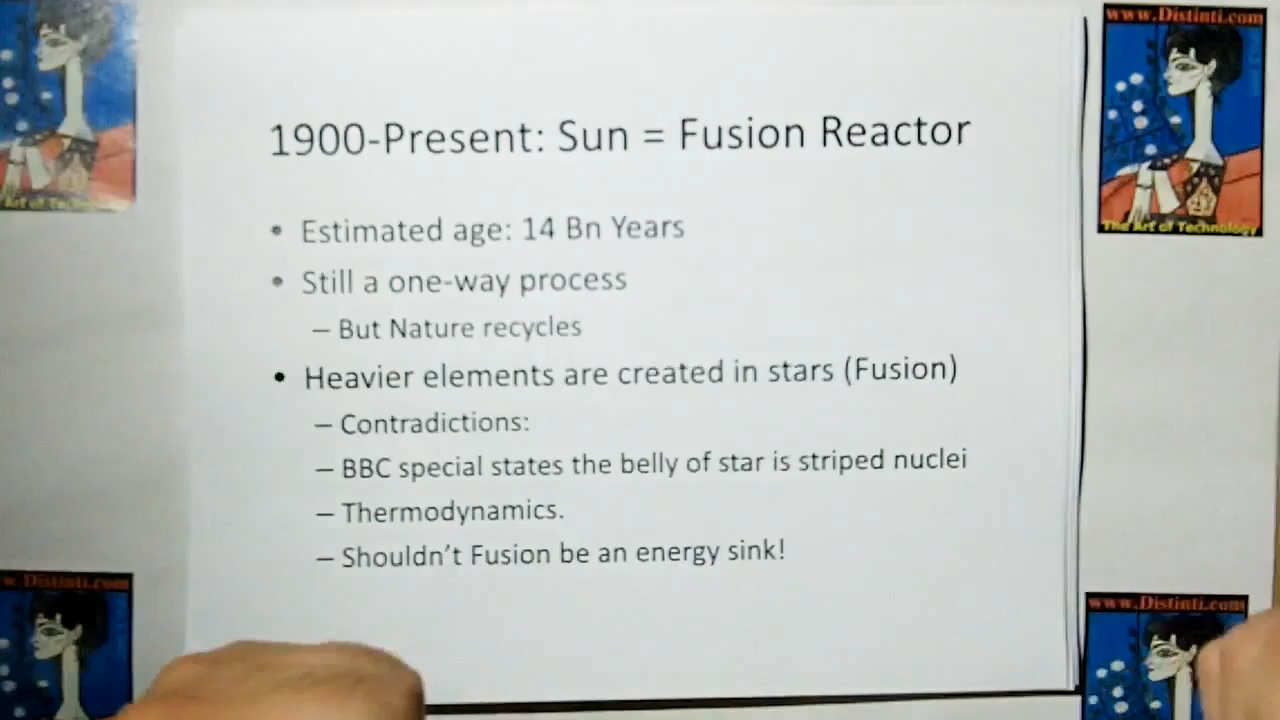 www.Distinti.com
1900-Present: Sun = Fusion Reactor
The Art of Technology
• Estimated age: 14 Bn Years
• Still a one-way process
– But Nature recycles
• Heavier elements are created in stars (Fusion)
– Contradictions:
– BBC special states the belly of star is striped nuclei
– Thermodynamics.
– Shouldn't Fusion be an energy sink!
w.Distinti.com
www.Distinti.com